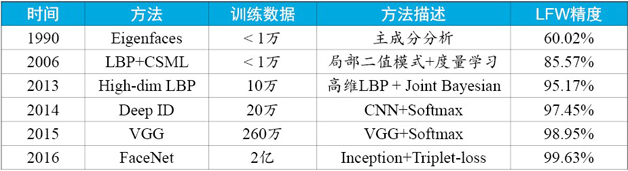 时间 方法 训练数据 方法描述 LFW精度
1990 Eigenfaces < 1万 主成分分析 60.02%
2006 LBP+CSML <1万 局部二值模式+度量学习 85.57%
2013 High-dim LBP 10万 高维LBP + Joint Bayesian 95.17%
2014 Deep ID 20万 CNN+Softmax 97.45%
2015 VGG 260万 VGG+Softmax 98.95%
2016 FaceNet 2亿 Inception+Triplet-loss 99.63%